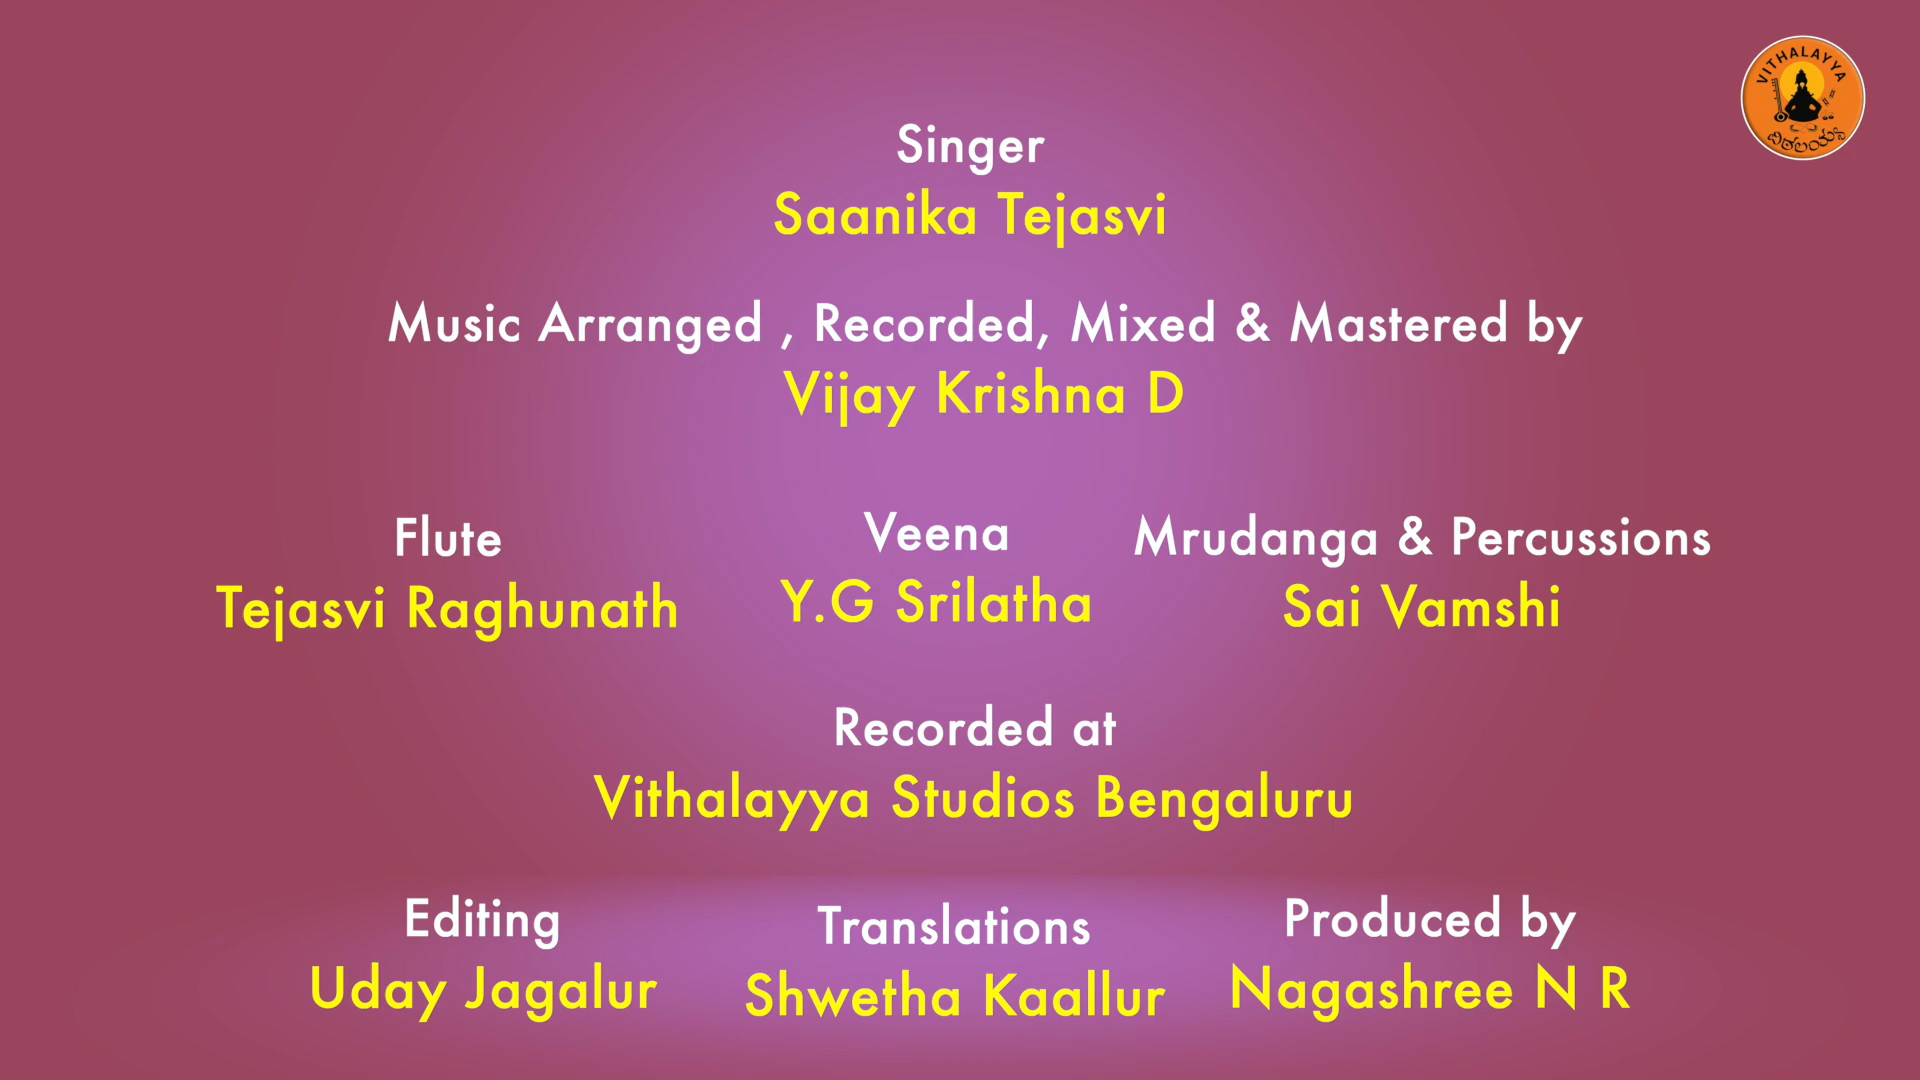 VITHALAYYA
ವಿಠಲಯ್ಯ
Singer
Saanika Tejasvi
Music Arranged , Recorded, Mixed & Mastered by
Vijay Krishna D
Flute
Veena
Mrudanga & Percussions
Tejasvi Raghunath
Y.G Srilatha
Sai Vamshi
Recorded at
Vithalayya Studios Bengaluru
Editing
Translations
Produced by
Uday Jagalur
Shwetha Kaallur
Nagashree N R